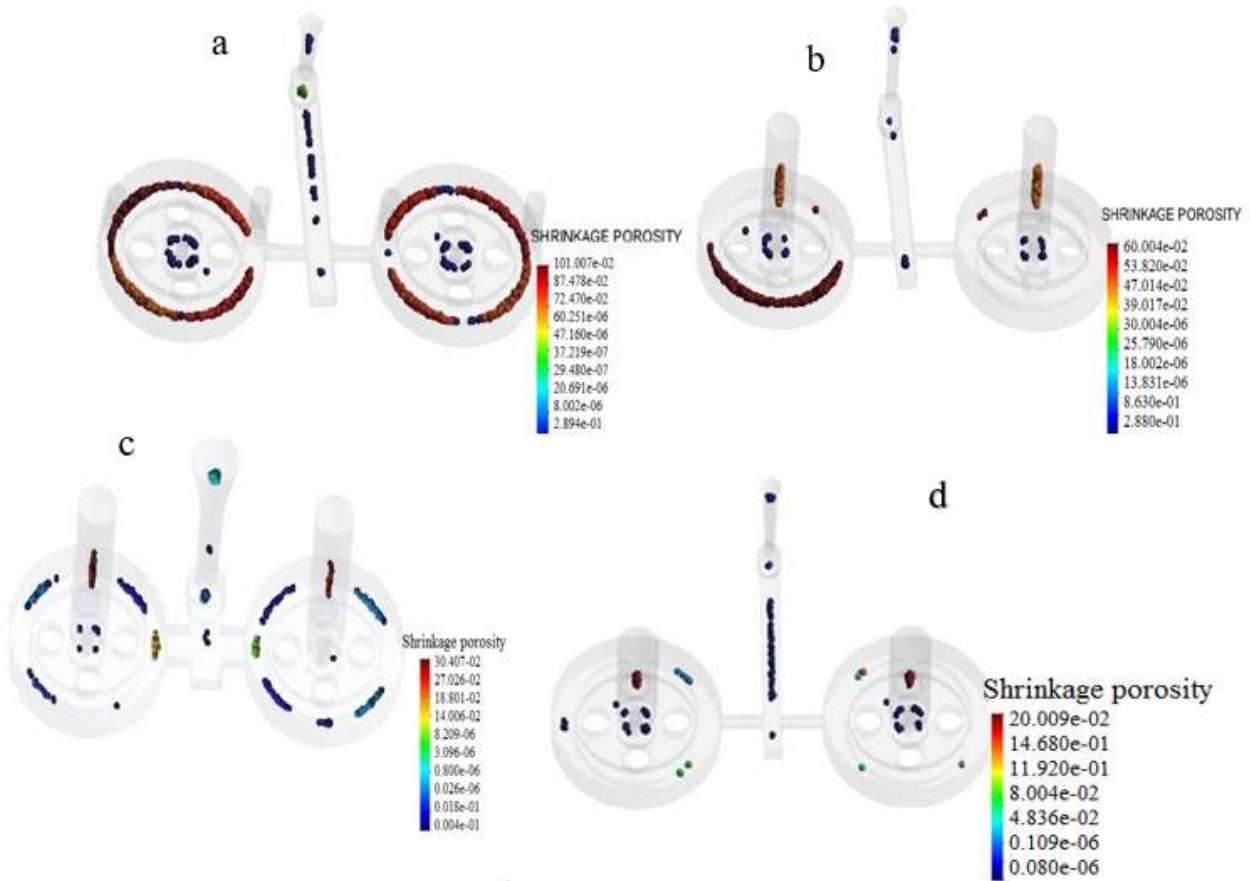 a
SHRINKAGE POROSITY
101.007e-02
87.478e-02
72.470e-02
60.251e-06
47.160e-06
37.219e-07
29.480e-07
20.691e-06
8.002e-06
2.894e-01
b
SHRINKAGE POROSITY
60.004e-02
53.820e-02
47.014e-02
39.017e-02
30.004e-06
25.790e-06
18.002e-06
13.831e-06
8.630e-01
2.880e-01
c
Shrinkage porosity
30.407-02
27.026-02
18.801-02
14.006-02
8.209-06
3.096-06
0.800e-06
0.026-06
0.018e-01
0.004e-01
d
Shrinkage porosity
20.009e-02
14.680e-01
11.920e-01
8.004e-02
4.836e-02
0.109e-06
0.080e-06